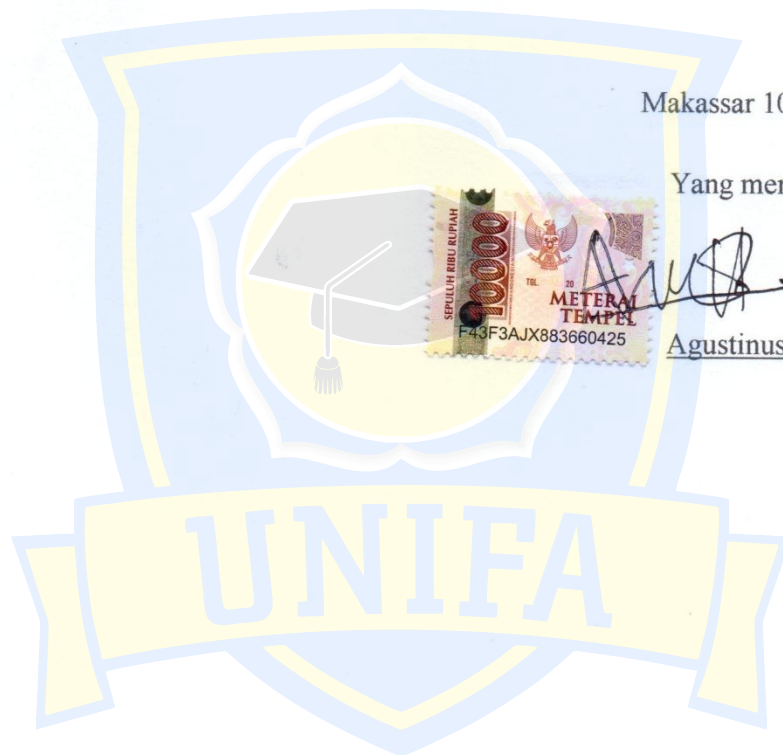 Makassar 10
Yang mer
SEPULUH RIBU RUPIAH
10000
TGL. 20
METERAI
TEMPEL
F43F3AJX883660425
Agustinus
UNIFA